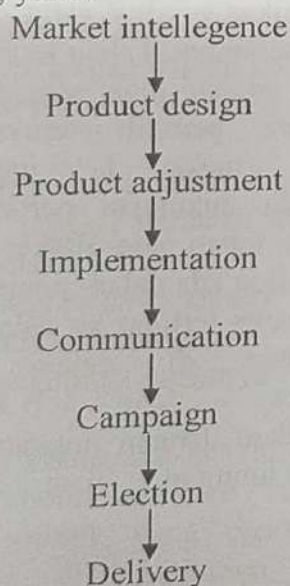 Market intellegence
Product design
Product adjustment
Implementation
Communication
Campaign
Election
Delivery